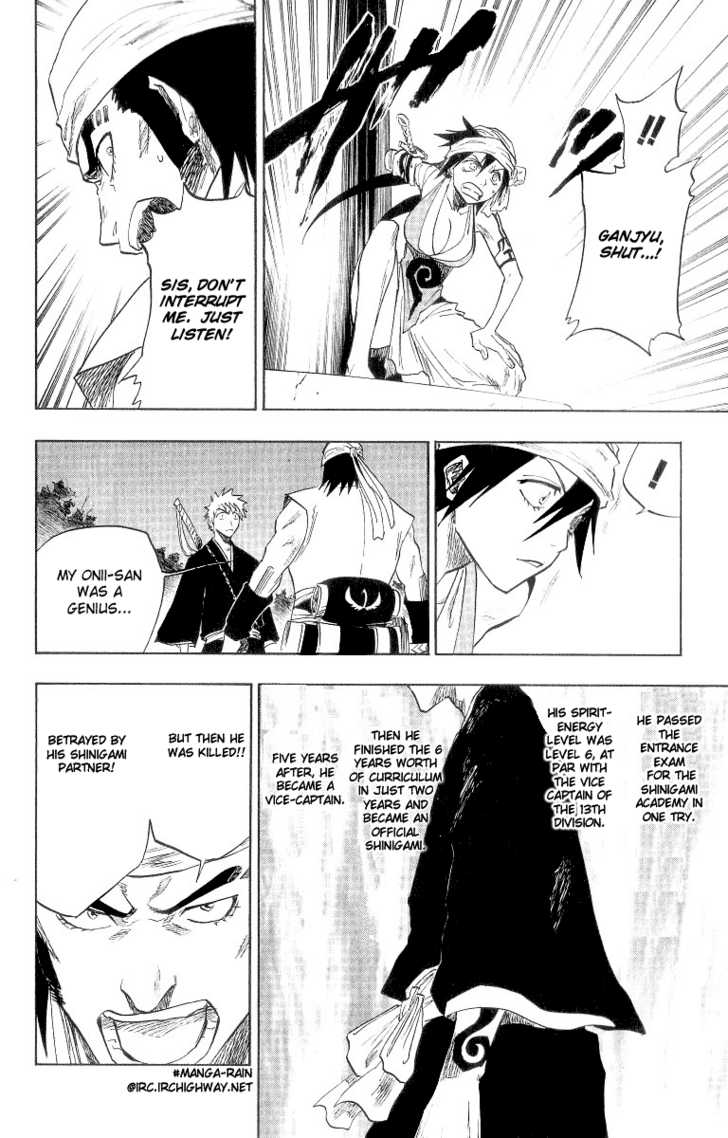 !!
GANJYU,
SHUT...!
SIS, DON'T
INTERRUPT
ME. JUST
LISTEN!
!
MY ONII-SAN
WAS A
GENIUS...
HE PASSED
THE
ENTRANCE
EXAM
FOR THE
SHINIGAMI
ACADEMY IN
ONE TRY.
HIS SPIRIT-
ENERGY
LEVEL WAS
LEVEL 6, AT
PAR WITH THE
VICE
CAPTAIN OF
THE 13TH
DIVISION.
THEN HE
FINISHED THE 6
YEARS WORTH
OF CURRICULUM
IN JUST TWO
YEARS AND
BECAME AN
OFFICIAL
SHINIGAMI.
FIVE YEARS
AFTER, HE
BECAME A
VICE-CAPTAIN.
BUT THEN HE
WAS KILLED!!
BETRAYED BY
HIS SHINIGAMI
PARTNER!
#MANGA-RAIN
@IRC.IRCHIGHWAY.NET